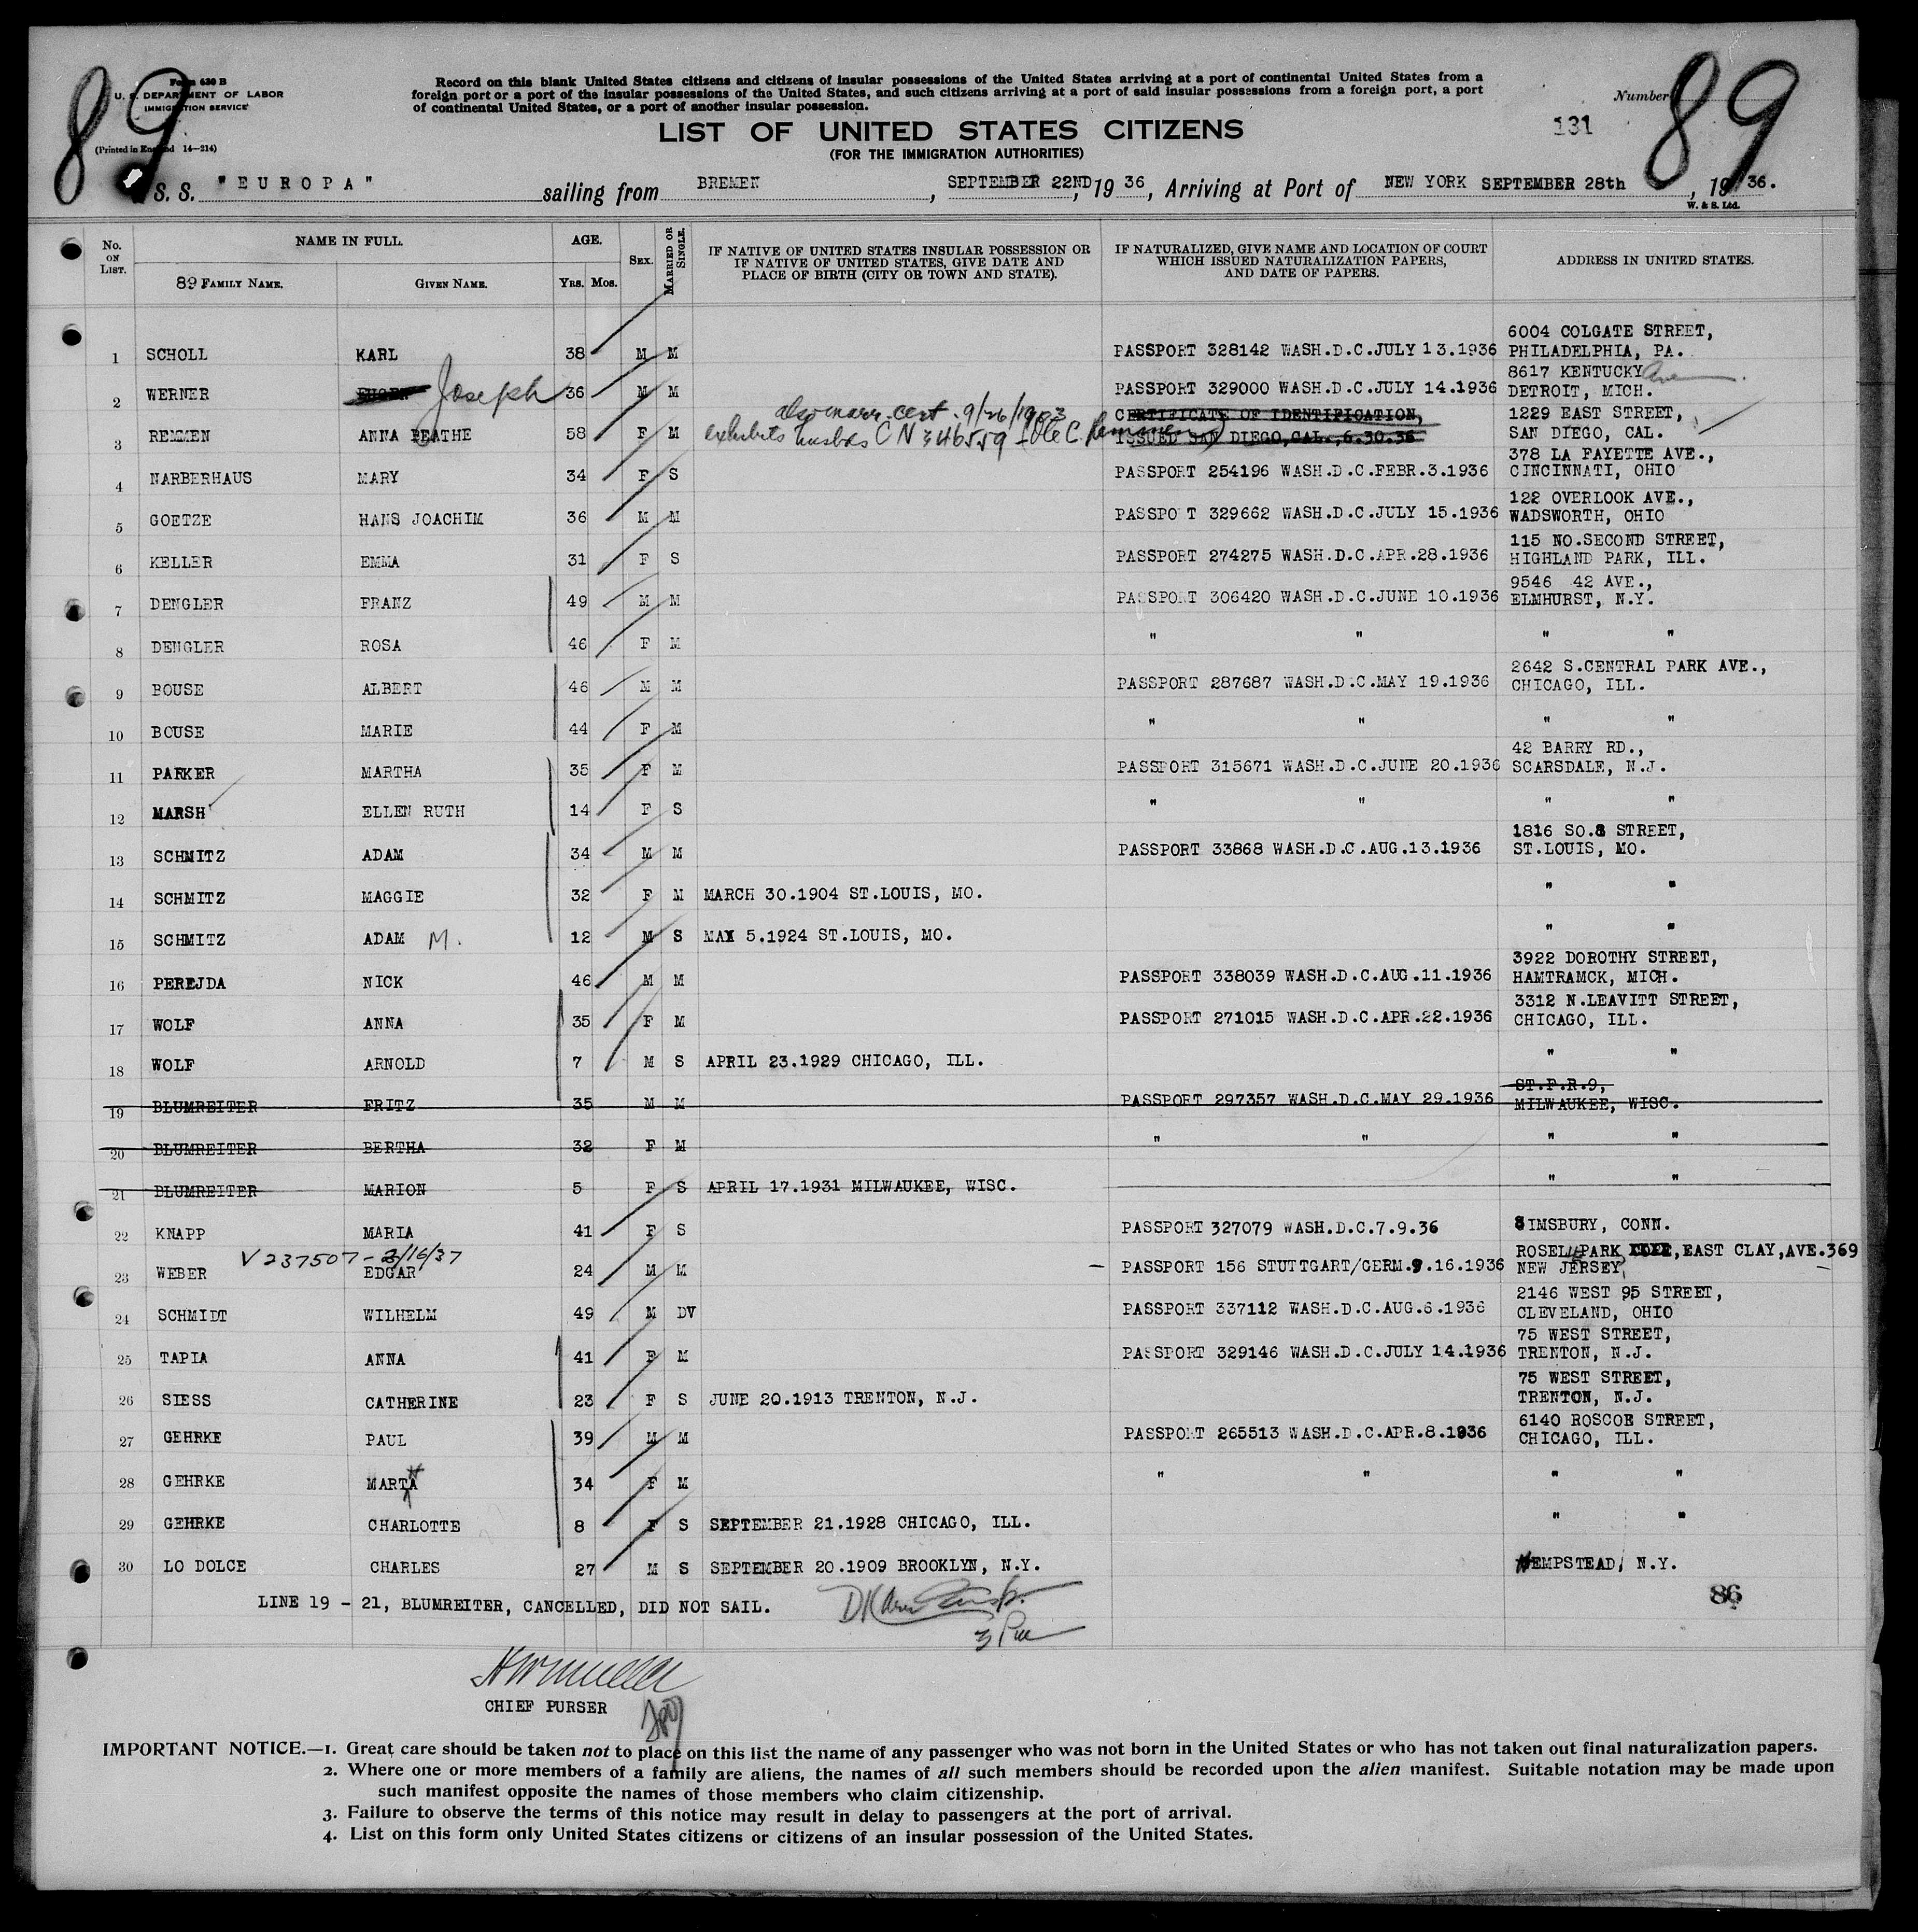 89
Form 630 B
U. S. DEPARTMENT OF LABOR
IMMIGRATION SERVICE
(Printed in England 14—214)
Record on this blank United States citizens and citizens of insular possessions of the United States arriving at a port of continental United States from a
foreign port or a port of the insular possessions of the United States, and such citizens arriving at a port of said insular possessions from a foreign port, a port
of continental United States, or a port of another insular possession.
Number
89
131
LIST OF UNITED STATES CITIZENS
(FOR THE IMMIGRATION AUTHORITIES)
S. S. "EUROPA" sailing from BREMEN, SEPTEMBER 22ND, 19 36, Arriving at Port of NEW YORK SEPTEMBER 28th, 19 36.
W. & S. Ltd.
No. ON LIST. NAME IN FULL. AGE. SEX. MARRIED OR SINGLE. IF NATIVE OF UNITED STATES INSULAR POSSESSION OR IF NATIVE OF UNITED STATES, GIVE DATE AND PLACE OF BIRTH (CITY OR TOWN AND STATE). IF NATURALIZED, GIVE NAME AND LOCATION OF COURT WHICH ISSUED NATURALIZATION PAPERS, AND DATE OF PAPERS. ADDRESS IN UNITED STATES.
89 FAMILY NAME. GIVEN NAME. YRS. MOS.
1 SCHOLL KARL 38 M M PASSPORT 328142 WASH.D.C.JULY 13.1936 6004 COLGATE STREET, PHILADELPHIA, PA.
2 WERNER Joseph 36 M M PASSPORT 329000 WASH.D.C.JULY 14.1936 8617 KENTUCKY Ave DETROIT, MICH.
also marr. cert. 9/26/1903
3 REMMEN ANNA BEATHE 58 F M exhibits husbds C N 346559 (Ole C. Remmen) CERTIFICATE OF IDENTIFICATION, ISSUED SAN DIEGO,CAL.,6.30.36 1229 EAST STREET, SAN DIEGO, CAL.
4 NARBERHAUS MARY 34 F S PASSPORT 254196 WASH.D.C.FEBR.3.1936 378 LA FAYETTE AVE., CINCINNATI, OHIO
5 GOETZE HANS JOACHIM 36 M M PASSPO T 329662 WASH.D.C.JULY 15.1936 122 OVERLOOK AVE., WADSWORTH, OHIO
6 KELLER EMMA 31 F S PASSPORT 274275 WASH.D.C.APR.28.1936 115 NO.SECOND STREET, HIGHLAND PARK, ILL.
7 DENGLER FRANZ 49 M M PASSPORT 306420 WASH.D.C.JUNE 10.1936 9546 42 AVE., ELMHURST, N.Y.
8 DENGLER ROSA 46 F M " " " "
9 BOUSE ALBERT 46 M M PASSPORT 287687 WASH.D.C.MAY 19.1936 2642 S.CENTRAL PARK AVE., CHICAGO, ILL.
10 BOUSE MARIE 44 F M " " " "
11 PARKER MARTHA 35 F M PASSPORT 315671 WASH.D.C.JUNE 20.1936 42 BARRY RD., SCARSDALE, N.J.
12 MARSH ELLEN RUTH 14 F S " " " "
13 SCHMITZ ADAM 34 M M PASSPORT 33868 WASH.D.C.AUG.13.1936 1816 SO.8 STREET, ST.LOUIS, MO.
14 SCHMITZ MAGGIE 32 F M MARCH 30.1904 ST.LOUIS, MO. " "
15 SCHMITZ ADAM M. 12 M S MAY 5.1924 ST.LOUIS, MO. " "
16 PEREJDA NICK 46 M M PASSPORT 338039 WASH.D.C.AUG.11.1936 3922 DOROTHY STREET, HAMTRAMCK, MICH.
17 WOLF ANNA 35 F M PASSPORT 271015 WASH.D.C.APR.22.1936 3312 N.LEAVITT STREET, CHICAGO, ILL.
18 WOLF ARNOLD 7 M S APRIL 23.1929 CHICAGO, ILL. " "
19 BLUMREITER FRITZ 35 M M PASSPORT 297357 WASH.D.C.MAY 29.1936 ST.F.R.9, MILWAUKEE, WISC.
20 BLUMREITER BERTHA 32 F M " " " "
21 BLUMREITER MARION 5 F S APRIL 17.1931 MILWAUKEE, WISC. " "
22 KNAPP MARIA 41 F S PASSPORT 327079 WASH.D.C.7.9.36 SIMSBURY, CONN.
V 237507 - 2/16/37
23 WEBER EDGAR 24 M M — PASSPORT 156 STUTTGART/GERM.9.16.1936 ROSELLE PARK, EAST CLAY,AVE.369 NEW JERSEY
24 SCHMIDT WILHELM 49 M DV PASSPORT 337112 WASH.D.C.AUG.6.1936 2146 WEST 95 STREET, CLEVELAND, OHIO
25 TAPIA ANNA 41 F M PASSPORT 329146 WASH.D.C.JULY 14.1936 75 WEST STREET, TRENTON, N.J.
26 SIESS CATHERINE 23 F S JUNE 20.1913 TRENTON, N.J. 75 WEST STREET, TRENTON, N.J.
27 GEHRKE PAUL 39 M M PASSPORT 265513 WASH.D.C.APR.8.1936 6140 ROSCOE STREET, CHICAGO, ILL.
28 GEHRKE MARTHA 34 F M " " " "
29 GEHRKE CHARLOTTE 8 F S SEPTEMBER 21.1928 CHICAGO, ILL. " "
30 LO DOLCE CHARLES 27 M S SEPTEMBER 20.1909 BROOKLYN, N.Y. HEMPSTEAD, N.Y.
86
LINE 19 - 21, BLUMREITER, CANCELLED, DID NOT SAIL.
CHIEF PURSER
IMPORTANT NOTICE.—1. Great care should be taken not to place on this list the name of any passenger who was not born in the United States or who has not taken out final naturalization papers.
2. Where one or more members of a family are aliens, the names of all such members should be recorded upon the alien manifest. Suitable notation may be made upon
such manifest opposite the names of those members who claim citizenship.
3. Failure to observe the terms of this notice may result in delay to passengers at the port of arrival.
4. List on this form only United States citizens or citizens of an insular possession of the United States.